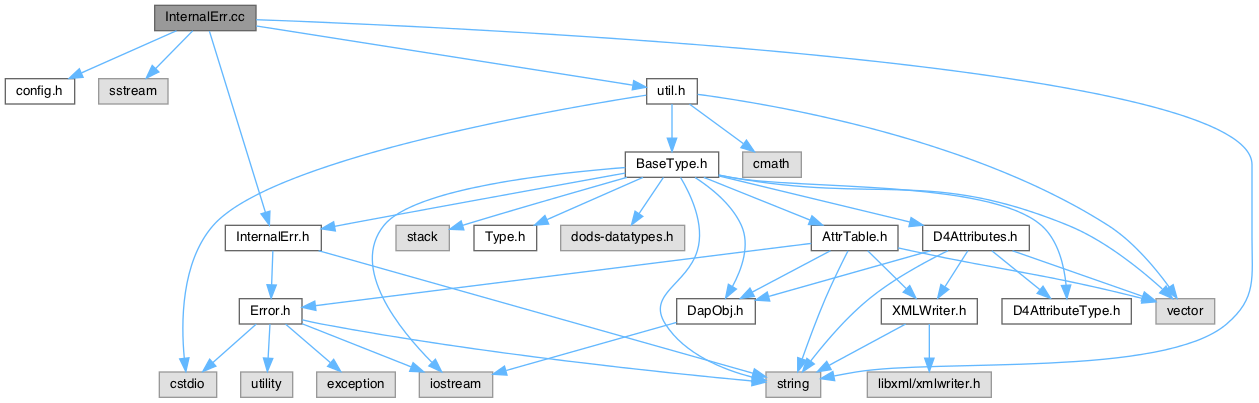 InternalErr.cc
config.h
sstream
util.h
BaseType.h
cmath
InternalErr.h
stack
Type.h
dods-datatypes.h
AttrTable.h
D4Attributes.h
Error.h
DapObj.h
XMLWriter.h
D4AttributeType.h
vector
cstdio
utility
exception
iostream
string
libxml/xmlwriter.h